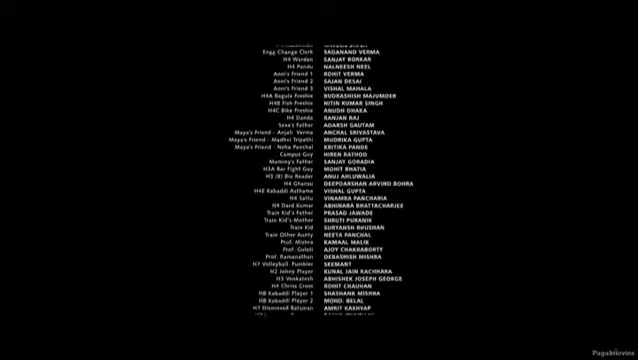 Engg Change Clerk SADANAND VERMA
H4 Warden SANJAY BORKAR
H4 Pandu NALNEESH NEEL
Anni's Friend 1 ROHIT VERMA
Anni's Friend 2 SAJAN DESAI
Anni's Friend 3 VISHAL MAHALA
H4A Bagula Freshie RUDRASHISH MAJUMDER
H4B Fish Freshie NITIN KUMAR SINGH
H4C Bike Freshie ANUDH DHAKA
H4 Danda RANJAN RAJ
Sexa's Father ADARSH GAUTAM
Maya's Friend - Anjali Verma ANCHAL SRIVASTAVA
Maya's Friend - Madhvi Tripathi MUDRIKA GUPTA
Maya's Friend - Neha Panchal KRITIKA PANDE
Campus Guy HIREN RATHOD
Mummy's Father SANJAY GORADIA
H3A Bar Fight Guy MOHIT BHATIA
H3 (B) Bio Reader ANUJ AHLUWALIA
H4 Ghansu DEEPDARSHAN ARVIND BOHRA
H4E Kabaddi Asthama VISHAL GUPTA
H4 Sattu VINAMRA PANCHARIA
H4 Dard Kumar ABHINABA BHATTACHARJEE
Train Kid's Father PRASAD JAWADE
Train Kid's Mother SHRUTI PURANIK
Train Kid SURYANSH BHUSHAN
Train Other Aunty NEETA PANCHAL
Prof. Mishra KAMAAL MALIK
Prof. Gulati AJOY CHAKRABORTY
Prof. Ramanathan DEBASHISH MISHRA
H7 Volleyball Fumbler SEEMANT
H2 Johny Player KUNAL JAIN KACHHARA
H3 Venkatesh ABHISHEK JOSEPH GEORGE
H4 Chriss Cross ROHIT CHAUHAN
H8 Kabaddi Player 1 SHASHANK MISHRA
H8 Kabaddi Player 2 MOHD. BELAL
H7 Dismissed Batsman AMRIT KASHYAP
Pagalmovies